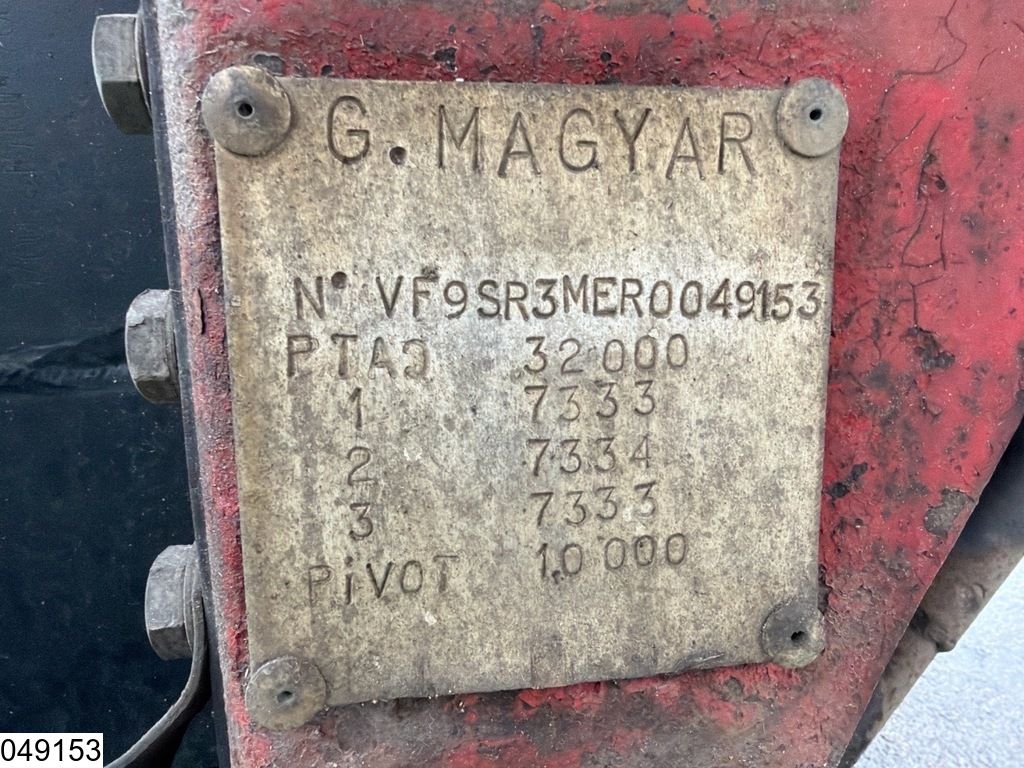 G. MAGYAR
N° VF9SR3MER0049153
PTAC 32 000
1 7333
2 7334
3 7333
PiVOT 10 000
049153